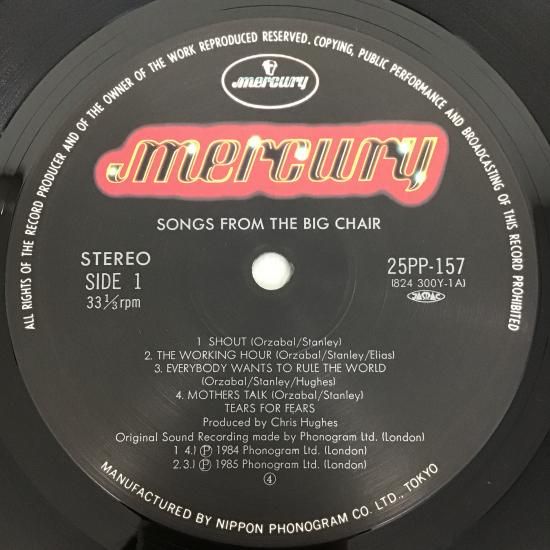 ALL RIGHTS OF THE RECORD PRODUCER AND OF THE OWNER OF THE WORK REPRODUCED RESERVED. COPYING, PUBLIC PERFORMANCE AND BROADCASTING OF THIS RECORD PROHIBITED
mercury
mercury
SONGS FROM THE BIG CHAIR
STEREO
SIDE 1
33 1/3 rpm
25PP-157
(824 300Y-1A)
JASRAC
1 SHOUT (Orzabal/Stanley)
2. THE WORKING HOUR (Orzabal/Stanley/Elias)
3. EVERYBODY WANTS TO RULE THE WORLD
(Orzabal/Stanley/Hughes)
4. MOTHERS TALK (Orzabal/Stanley)
TEARS FOR FEARS
Produced by Chris Hughes
Original Sound Recording made by Phonogram Ltd. (London)
1 4.) Ⓟ 1984 Phonogram Ltd. (London)
2.3.) Ⓟ 1985 Phonogram Ltd. (London)
④
MANUFACTURED BY NIPPON PHONOGRAM CO. LTD., TOKYO